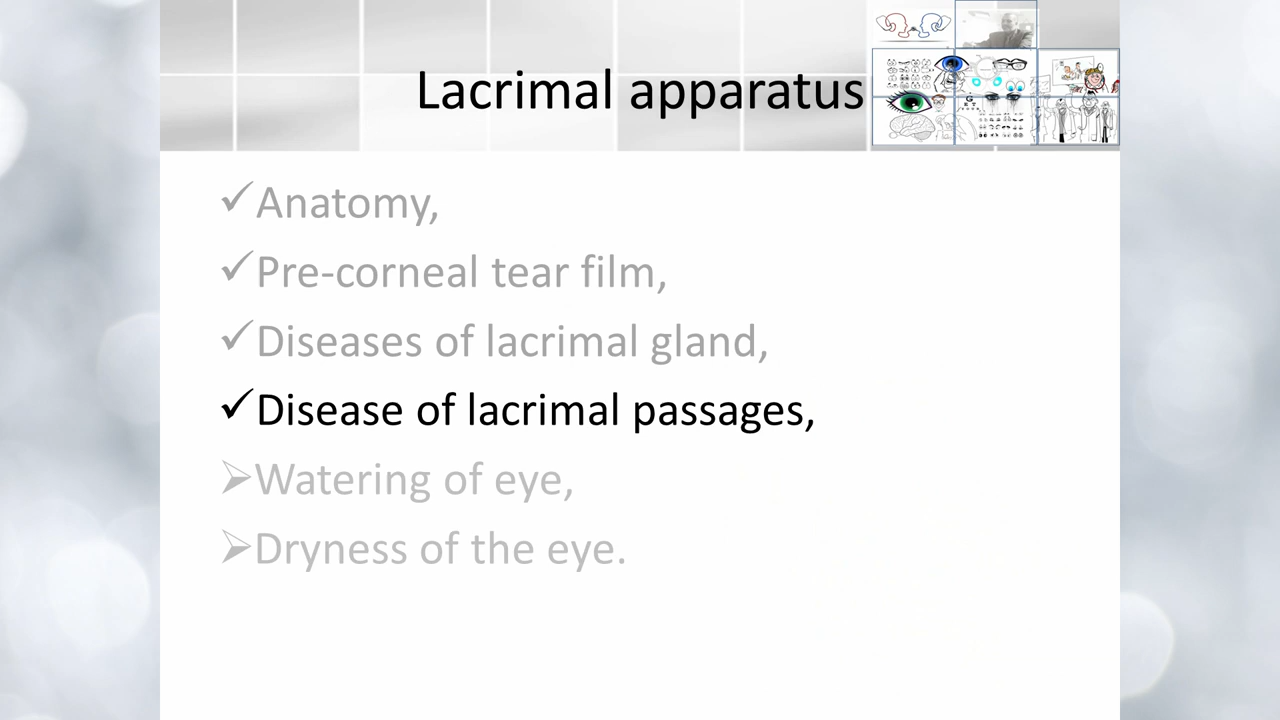 Lacrimal apparatus
✓Anatomy,
✓Pre-corneal tear film,
✓Diseases of lacrimal gland,
✓Disease of lacrimal passages,
➢Watering of eye,
➢Dryness of the eye.